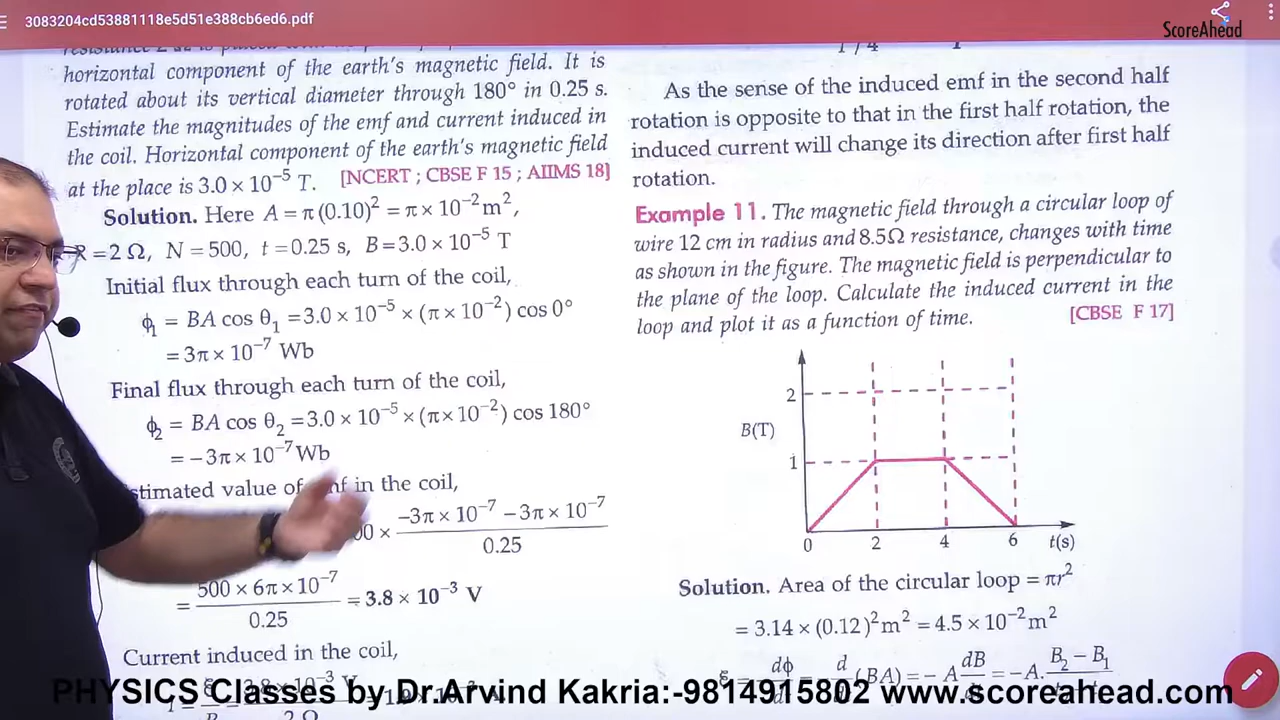 3083204cd53881118e5d51e388cb6ed6.pdf
ScoreAhead
horizontal component of the earth's magnetic field. It is
rotated about its vertical diameter through 180° in 0.25 s.
Estimate the magnitudes of the emf and current induced in
the coil. Horizontal component of the earth's magnetic field
at the place is 3.0 × 10⁻⁵ T. [NCERT ; CBSE F 15 ; AIIMS 18]
Solution. Here A = π (0.10)² = π × 10⁻² m²,
R = 2 Ω, N = 500, t = 0.25 s, B = 3.0 × 10⁻⁵ T
Initial flux through each turn of the coil,
ϕ₁ = BA cos θ₁ = 3.0 × 10⁻⁵ × (π × 10⁻²) cos 0°
= 3π × 10⁻⁷ Wb
Final flux through each turn of the coil,
ϕ₂ = BA cos θ₂ = 3.0 × 10⁻⁵ × (π × 10⁻²) cos 180°
= −3π × 10⁻⁷ Wb
value of in the coil,
× −3π × 10⁻⁷ − 3π × 10⁻⁷
0.25
= 500 × 6π × 10⁻⁷ = 3.8 × 10⁻³ V
0.25
Current induced in the coil,
As the sense of the induced emf in the second half
rotation is opposite to that in the first half rotation, the
induced current will change its direction after first half
rotation.
Example 11. The magnetic field through a circular loop of
wire 12 cm in radius and 8.5Ω resistance, changes with time
as shown in the figure. The magnetic field is perpendicular to
the plane of the loop. Calculate the induced current in the
loop and plot it as a function of time. [CBSE F 17]
2
B(T)
1
0 2 4 6 t(s)
Solution. Area of the circular loop = πr²
= 3.14 × (0.12)² m² = 4.5 × 10⁻² m²
dϕ d (BA) = − A dB = −A. B₂ − B₁
PHYSICS Classes by Dr.Arvind Kakria:-9814915802 www.scoreahead.com